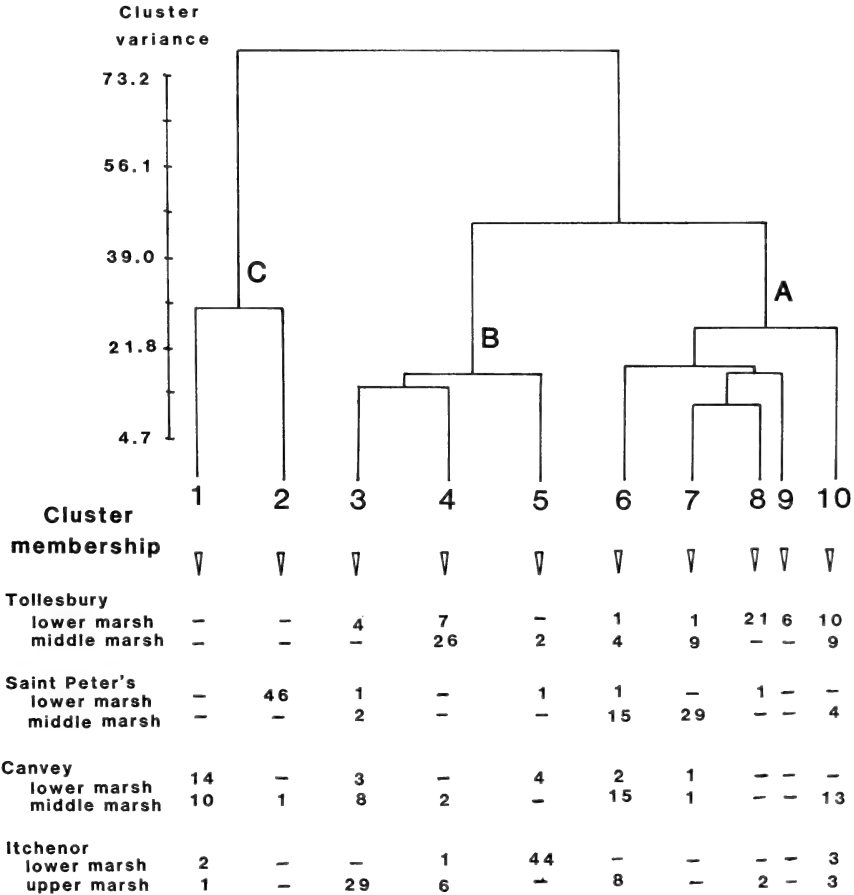 Cluster
variance
73.2
56.1
39.0
21.8
4.7
C
B
A
1 2 3 4 5 6 7 8 9 10
Cluster
membership
Tollesbury
lower marsh – – 4 7 – 1 1 21 6 10
middle marsh – – – 26 2 4 9 – – 9
Saint Peter's
lower marsh – 46 1 – 1 1 – 1 – –
middle marsh – – 2 – – 15 29 – – 4
Canvey
lower marsh 14 – 3 – 4 2 1 – – –
middle marsh 10 1 8 2 – 15 1 – – 13
Itchenor
lower marsh 2 – – 1 44 – – – – 3
upper marsh 1 – 29 6 – 8 – 2 – 3